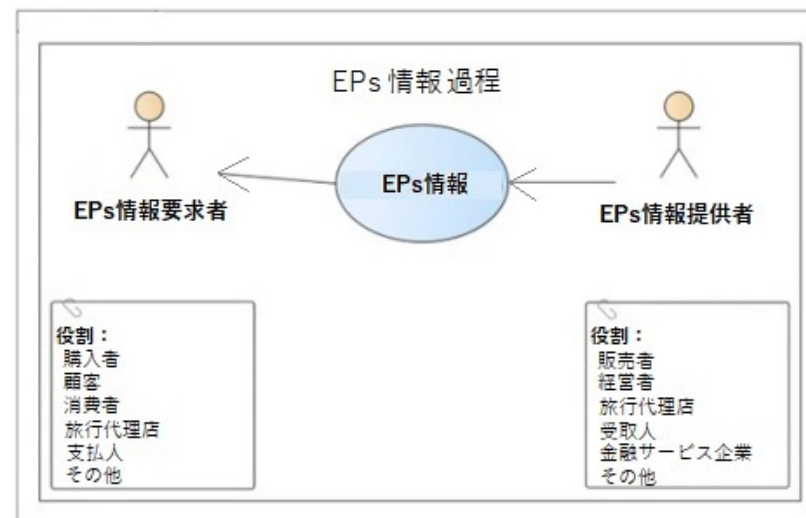 EPs 情報 過程
EPs情報
EPs情報要求者
EPs情報提供者
役割：
購入者
顧客
消費者
旅行代理店
支払人
その他
役割：
販売者
経営者
旅行代理店
受取人
金融サービス企業
その他